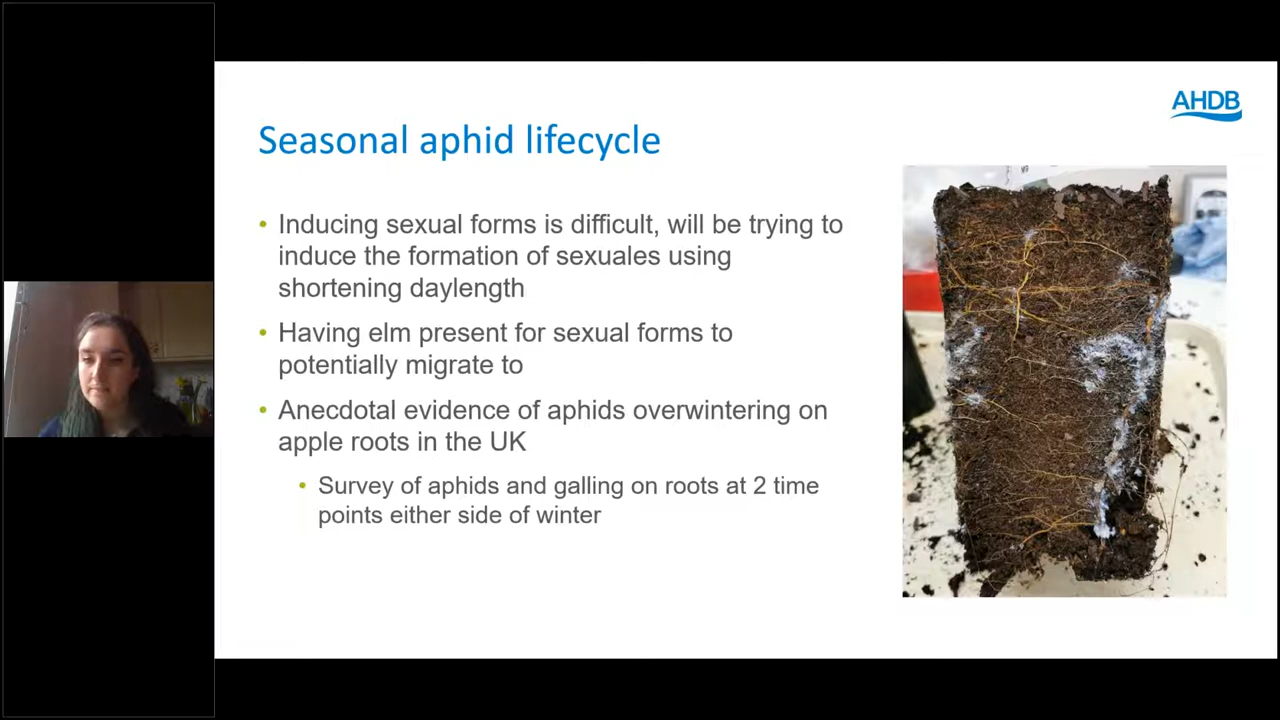 AHDB
Seasonal aphid lifecycle
• Inducing sexual forms is difficult, will be trying to
induce the formation of sexuales using
shortening daylength
• Having elm present for sexual forms to
potentially migrate to
• Anecdotal evidence of aphids overwintering on
apple roots in the UK
• Survey of aphids and galling on roots at 2 time
points either side of winter